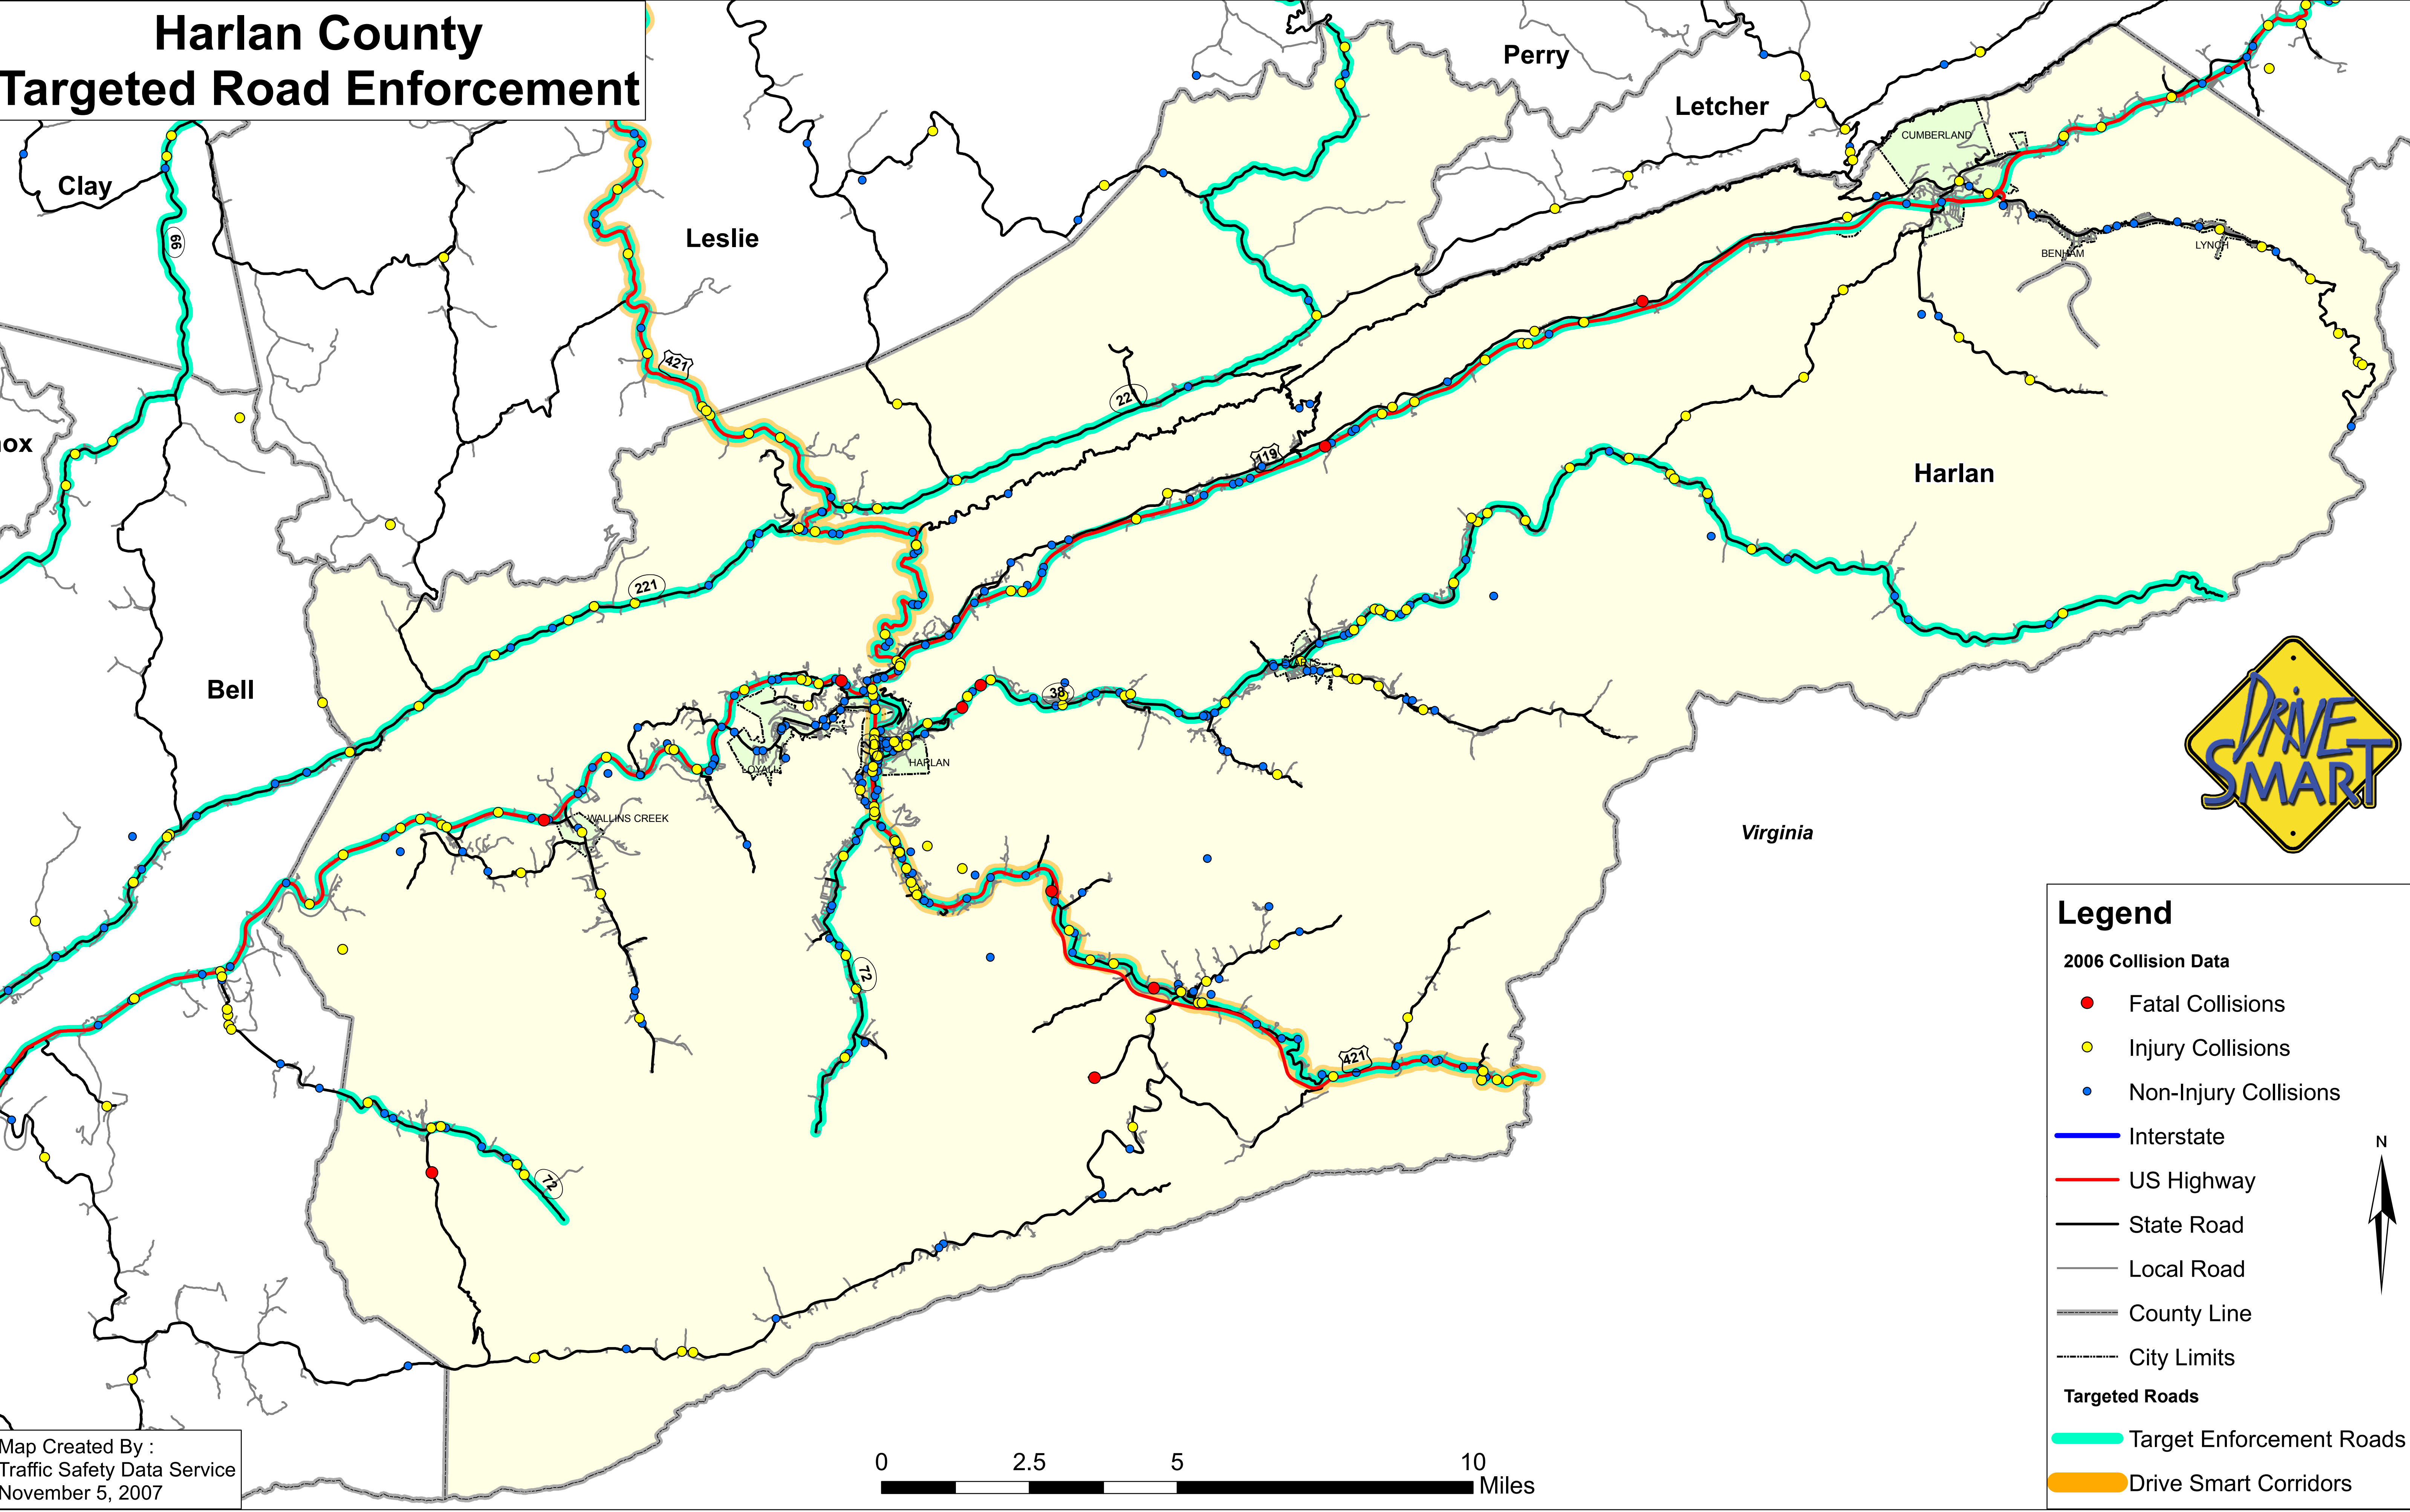 Harlan County
Targeted Road Enforcement
Perry
Letcher
CUMBERLAND
Clay
66
Leslie
BENHAM
LYNCH
421
221
119
Harlan
221
Bell
38
72
HARLAN
LOYALL
WALLINS CREEK
Virginia
72
421
72
DRIVE
SMART
Legend
2006 Collision Data
Fatal Collisions
Injury Collisions
Non-Injury Collisions
Interstate
US Highway
State Road
Local Road
County Line
City Limits
Targeted Roads
Target Enforcement Roads
Drive Smart Corridors
N
Map Created By :
Traffic Safety Data Service
November 5, 2007
0 2.5 5 10
Miles